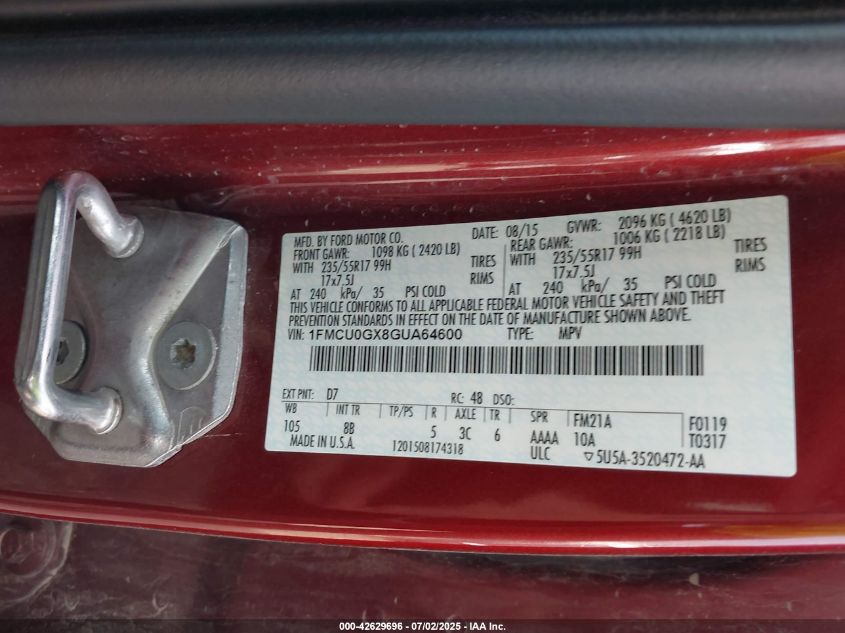 MFD. BY FORD MOTOR CO. DATE: 08/15 GVWR: 2096 KG ( 4620 LB)
FRONT GAWR: 1098 KG ( 2420 LB) REAR GAWR: 1006 KG ( 2218 LB)
WITH 235/55R17 99H TIRES WITH 235/55R17 99H TIRES
17x7.5J RIMS 17x7.5J RIMS
AT 240 kPa/ 35 PSI COLD AT 240 kPa/ 35 PSI COLD
THIS VEHICLE CONFORMS TO ALL APPLICABLE FEDERAL MOTOR VEHICLE SAFETY AND THEFT
PREVENTION STANDARDS IN EFFECT ON THE DATE OF MANUFACTURE SHOWN ABOVE.
VIN: 1FMCU0GX8GUA64600 TYPE: MPV
EXT PNT: D7 RC: 48 DSO:
WB INT TR TP/PS R AXLE TR SPR FM21A F0119
105 8B 5 3C 6 AAAA 10A T0317
MADE IN U.S.A. 1201508174318 ULC ▽5U5A-3520472-AA
000-42629696 - 07/02/2025 - IAA Inc.